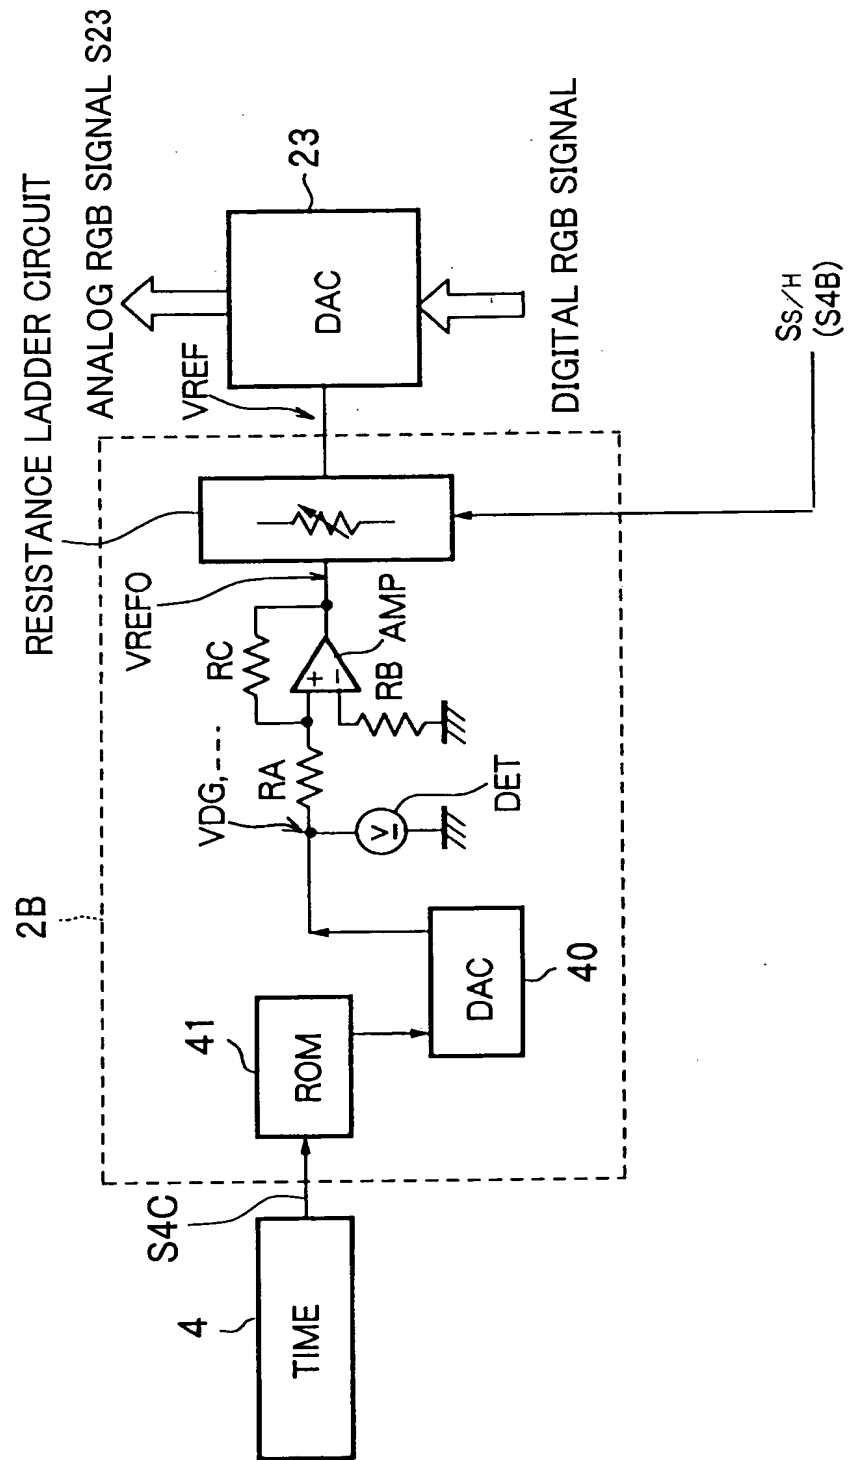 ANALOG RGB SIGNAL S23
RESISTANCE LADDER CIRCUIT
23
DAC
VREF
DIGITAL RGB SIGNAL
SS/H
(S4B)
VREFO
RC
+
-
AMP
RB
VDG,---
RA
V
DET
2B
41
ROM
DAC
40
S4C
4
TIME